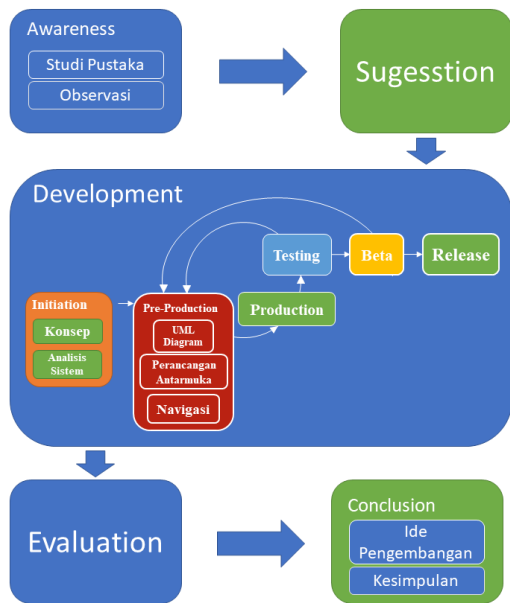 Awareness
Studi Pustaka
Observasi
Sugesstion
Development
Initiation
Konsep
Analisis
Sistem
Pre-Production
UML
Diagram
Perancangan
Antarmuka
Navigasi
Production
Testing
Beta
Release
Evaluation
Conclusion
Ide
Pengembangan
Kesimpulan